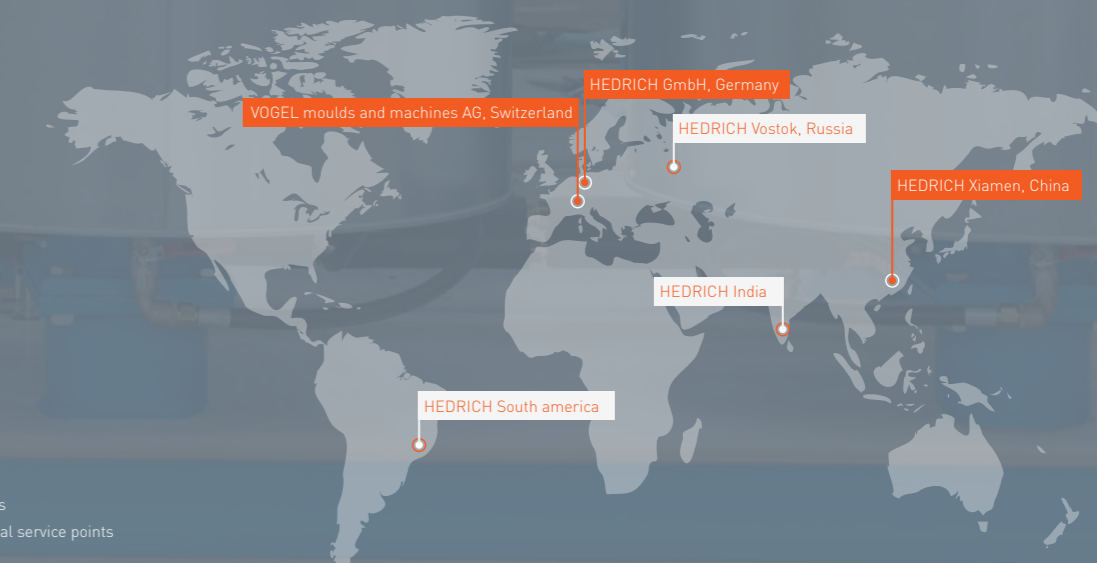 HEDRICH GmbH, Germany
VOGEL moulds and machines AG, Switzerland
HEDRICH Vostok, Russia
HEDRICH Xiamen, China
HEDRICH India
HEDRICH South america
service points